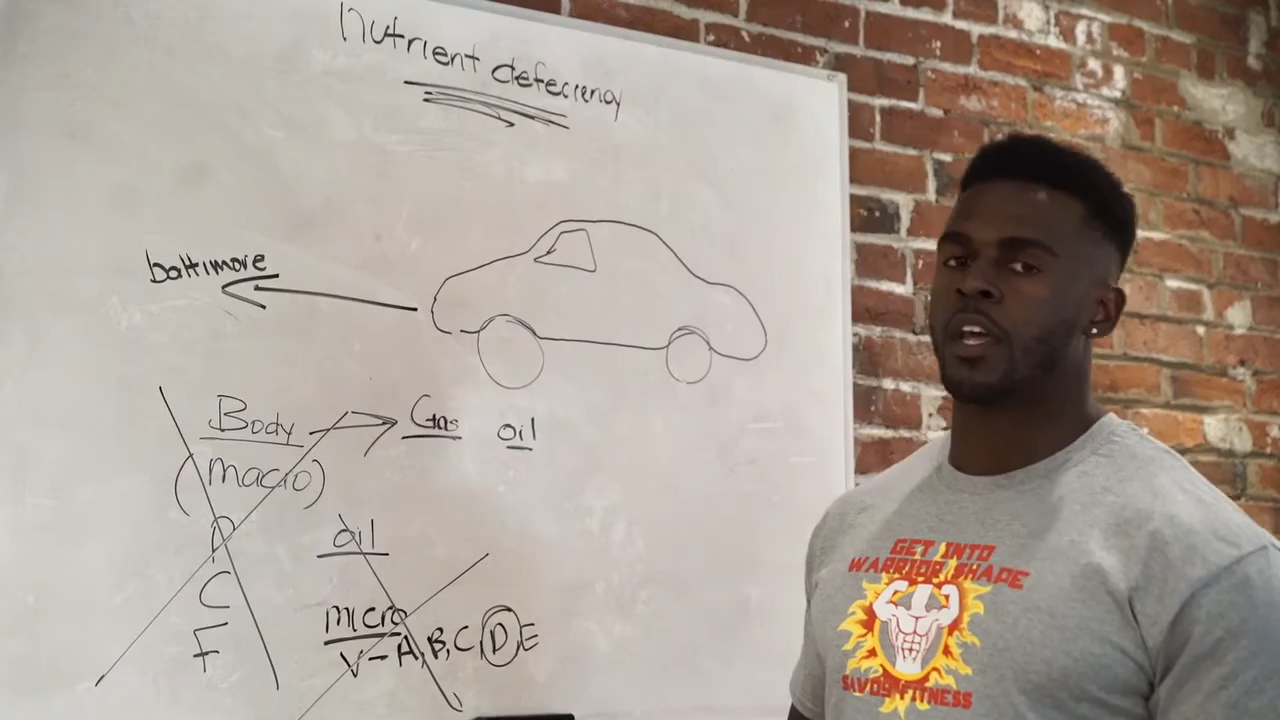 Nutrient defeciency
baltimore
Body
Gas oil
(macro)
P
C
F
oil
micro
V - A, B, C, D, E
GET INTO
WARRIOR SHAPE
SAVOY FITNESS